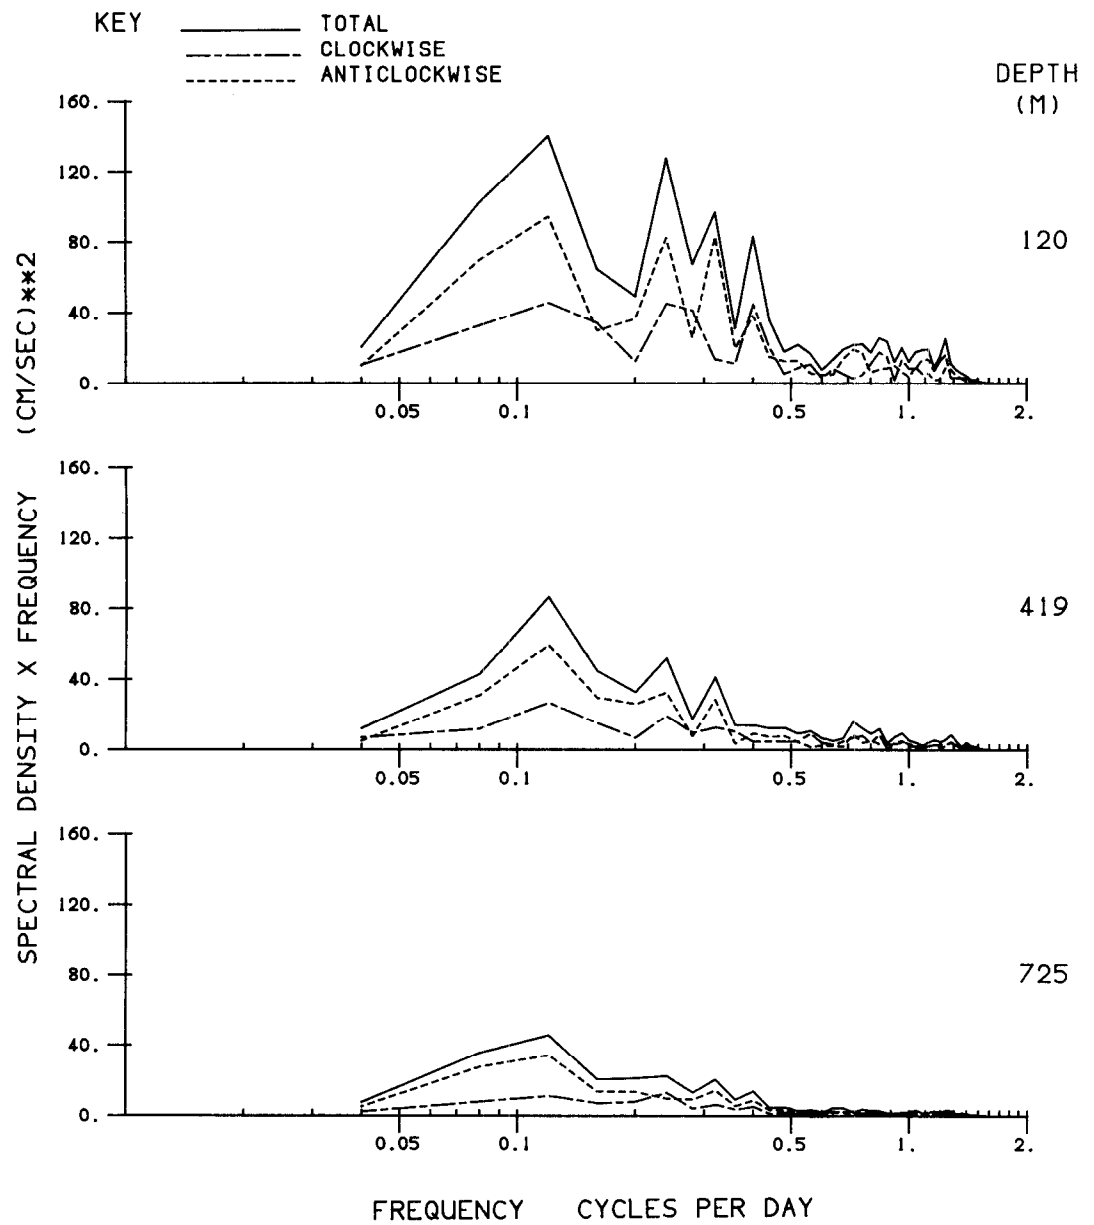 KEY
TOTAL
CLOCKWISE
ANTICLOCKWISE
DEPTH
(M)
SPECTRAL DENSITY X FREQUENCY (CM/SEC)**2
160.
120.
80.
40.
0.
0.05 0.1 0.5 1. 2.
120
160.
120.
80.
40.
0.
0.05 0.1 0.5 1. 2.
419
160.
120.
80.
40.
0.
0.05 0.1 0.5 1. 2.
725
FREQUENCY CYCLES PER DAY